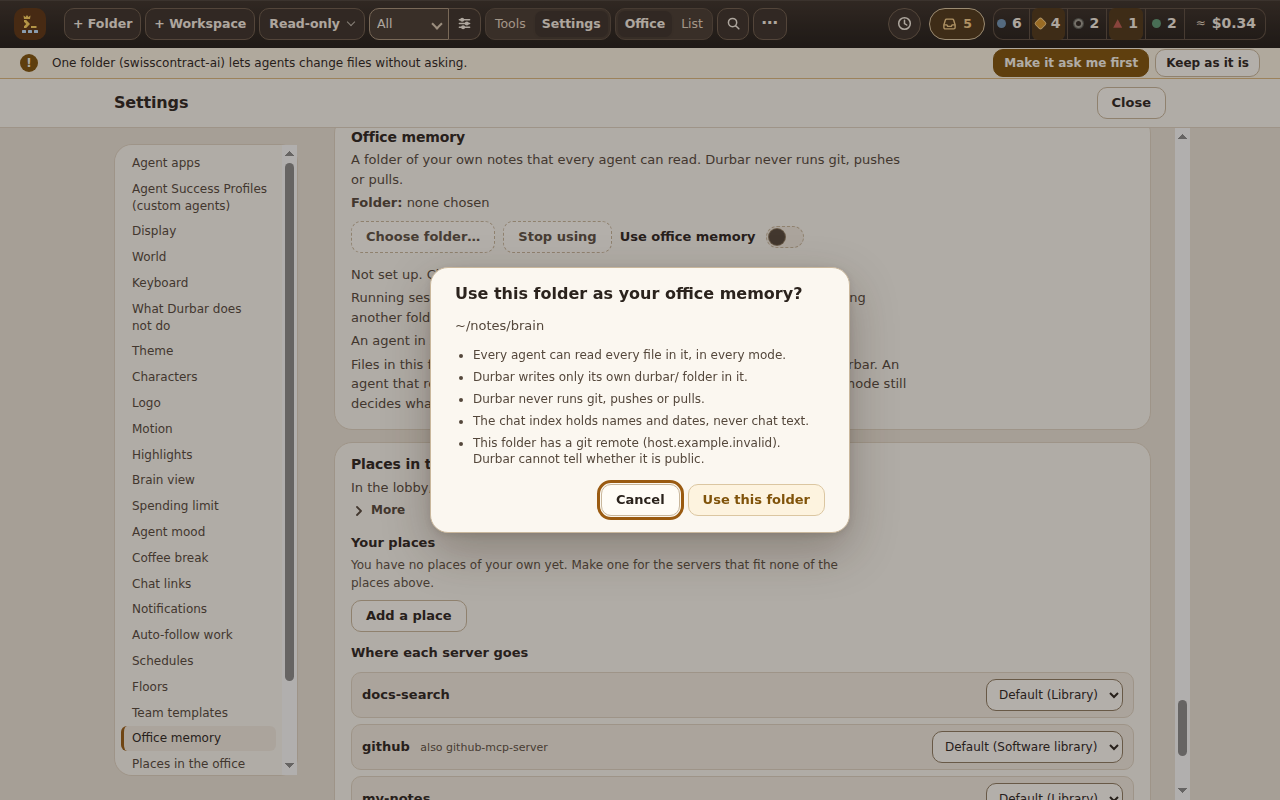 + Folder
+ Workspace
Read-only
All
Tools
Settings
Office
List
5
6
4
2
1
2
≈ $0.34
One folder (swisscontract-ai) lets agents change files without asking.
Make it ask me first
Keep as it is
Settings
Close
Agent apps
Agent Success Profiles
(custom agents)
Display
World
Keyboard
What Durbar does
not do
Theme
Characters
Logo
Motion
Highlights
Brain view
Spending limit
Agent mood
Coffee break
Chat links
Notifications
Auto-follow work
Schedules
Floors
Team templates
Office memory
Places in the office
Office memory
A folder of your own notes that every agent can read. Durbar never runs git, pushes
or pulls.
Folder: none chosen
Choose folder…
Stop using
Use office memory
Not set up.
Running
another
An agent in
Files in this
agent that
decides
An
node still
Use this folder as your office memory?
~/notes/brain
• Every agent can read every file in it, in every mode.
• Durbar writes only its own durbar/ folder in it.
• Durbar never runs git, pushes or pulls.
• The chat index holds names and dates, never chat text.
• This folder has a git remote (host.example.invalid).
Durbar cannot tell whether it is public.
Cancel
Use this folder
Places in
In the lobby
More
Your places
You have no places of your own yet. Make one for the servers that fit none of the
places above.
Add a place
Where each server goes
docs-search
Default (Library)
github also github-mcp-server
Default (Software library)
my-notes
Default (Library)